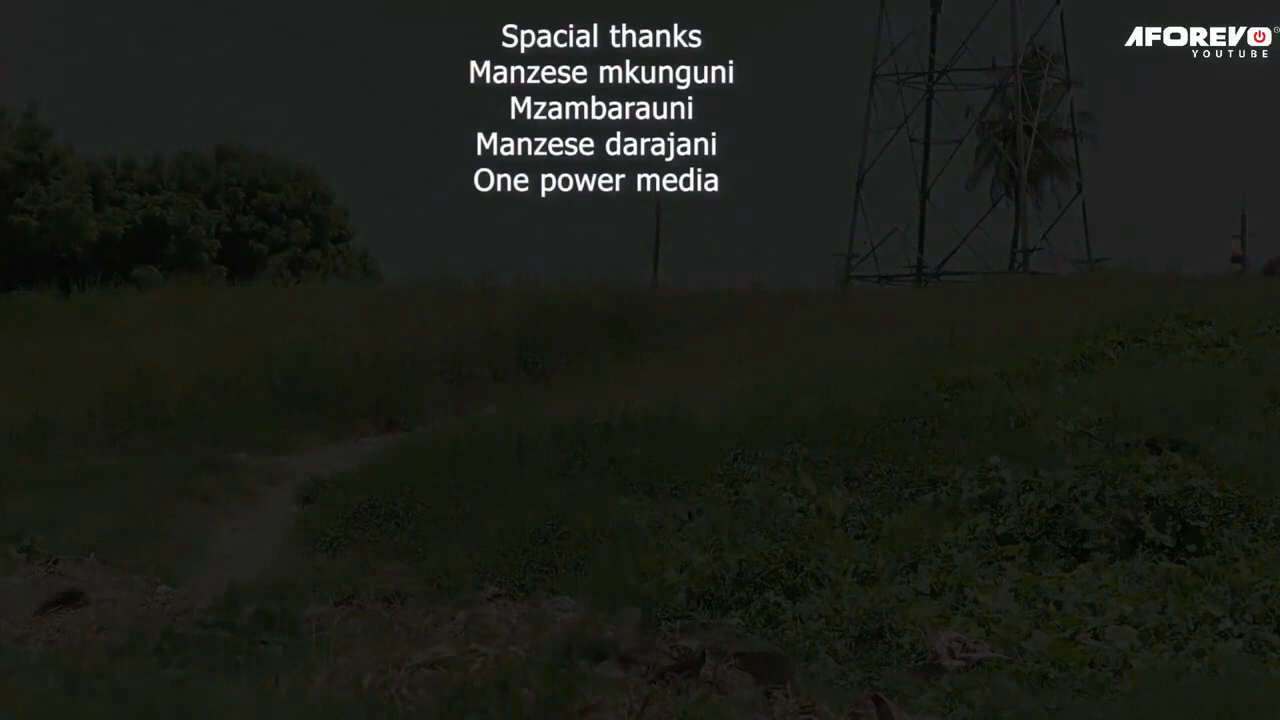 Spacial thanks
Manzese mkunguni
Mzambarauni
Manzese darajani
One power media
AFOREVO
YOUTUBE